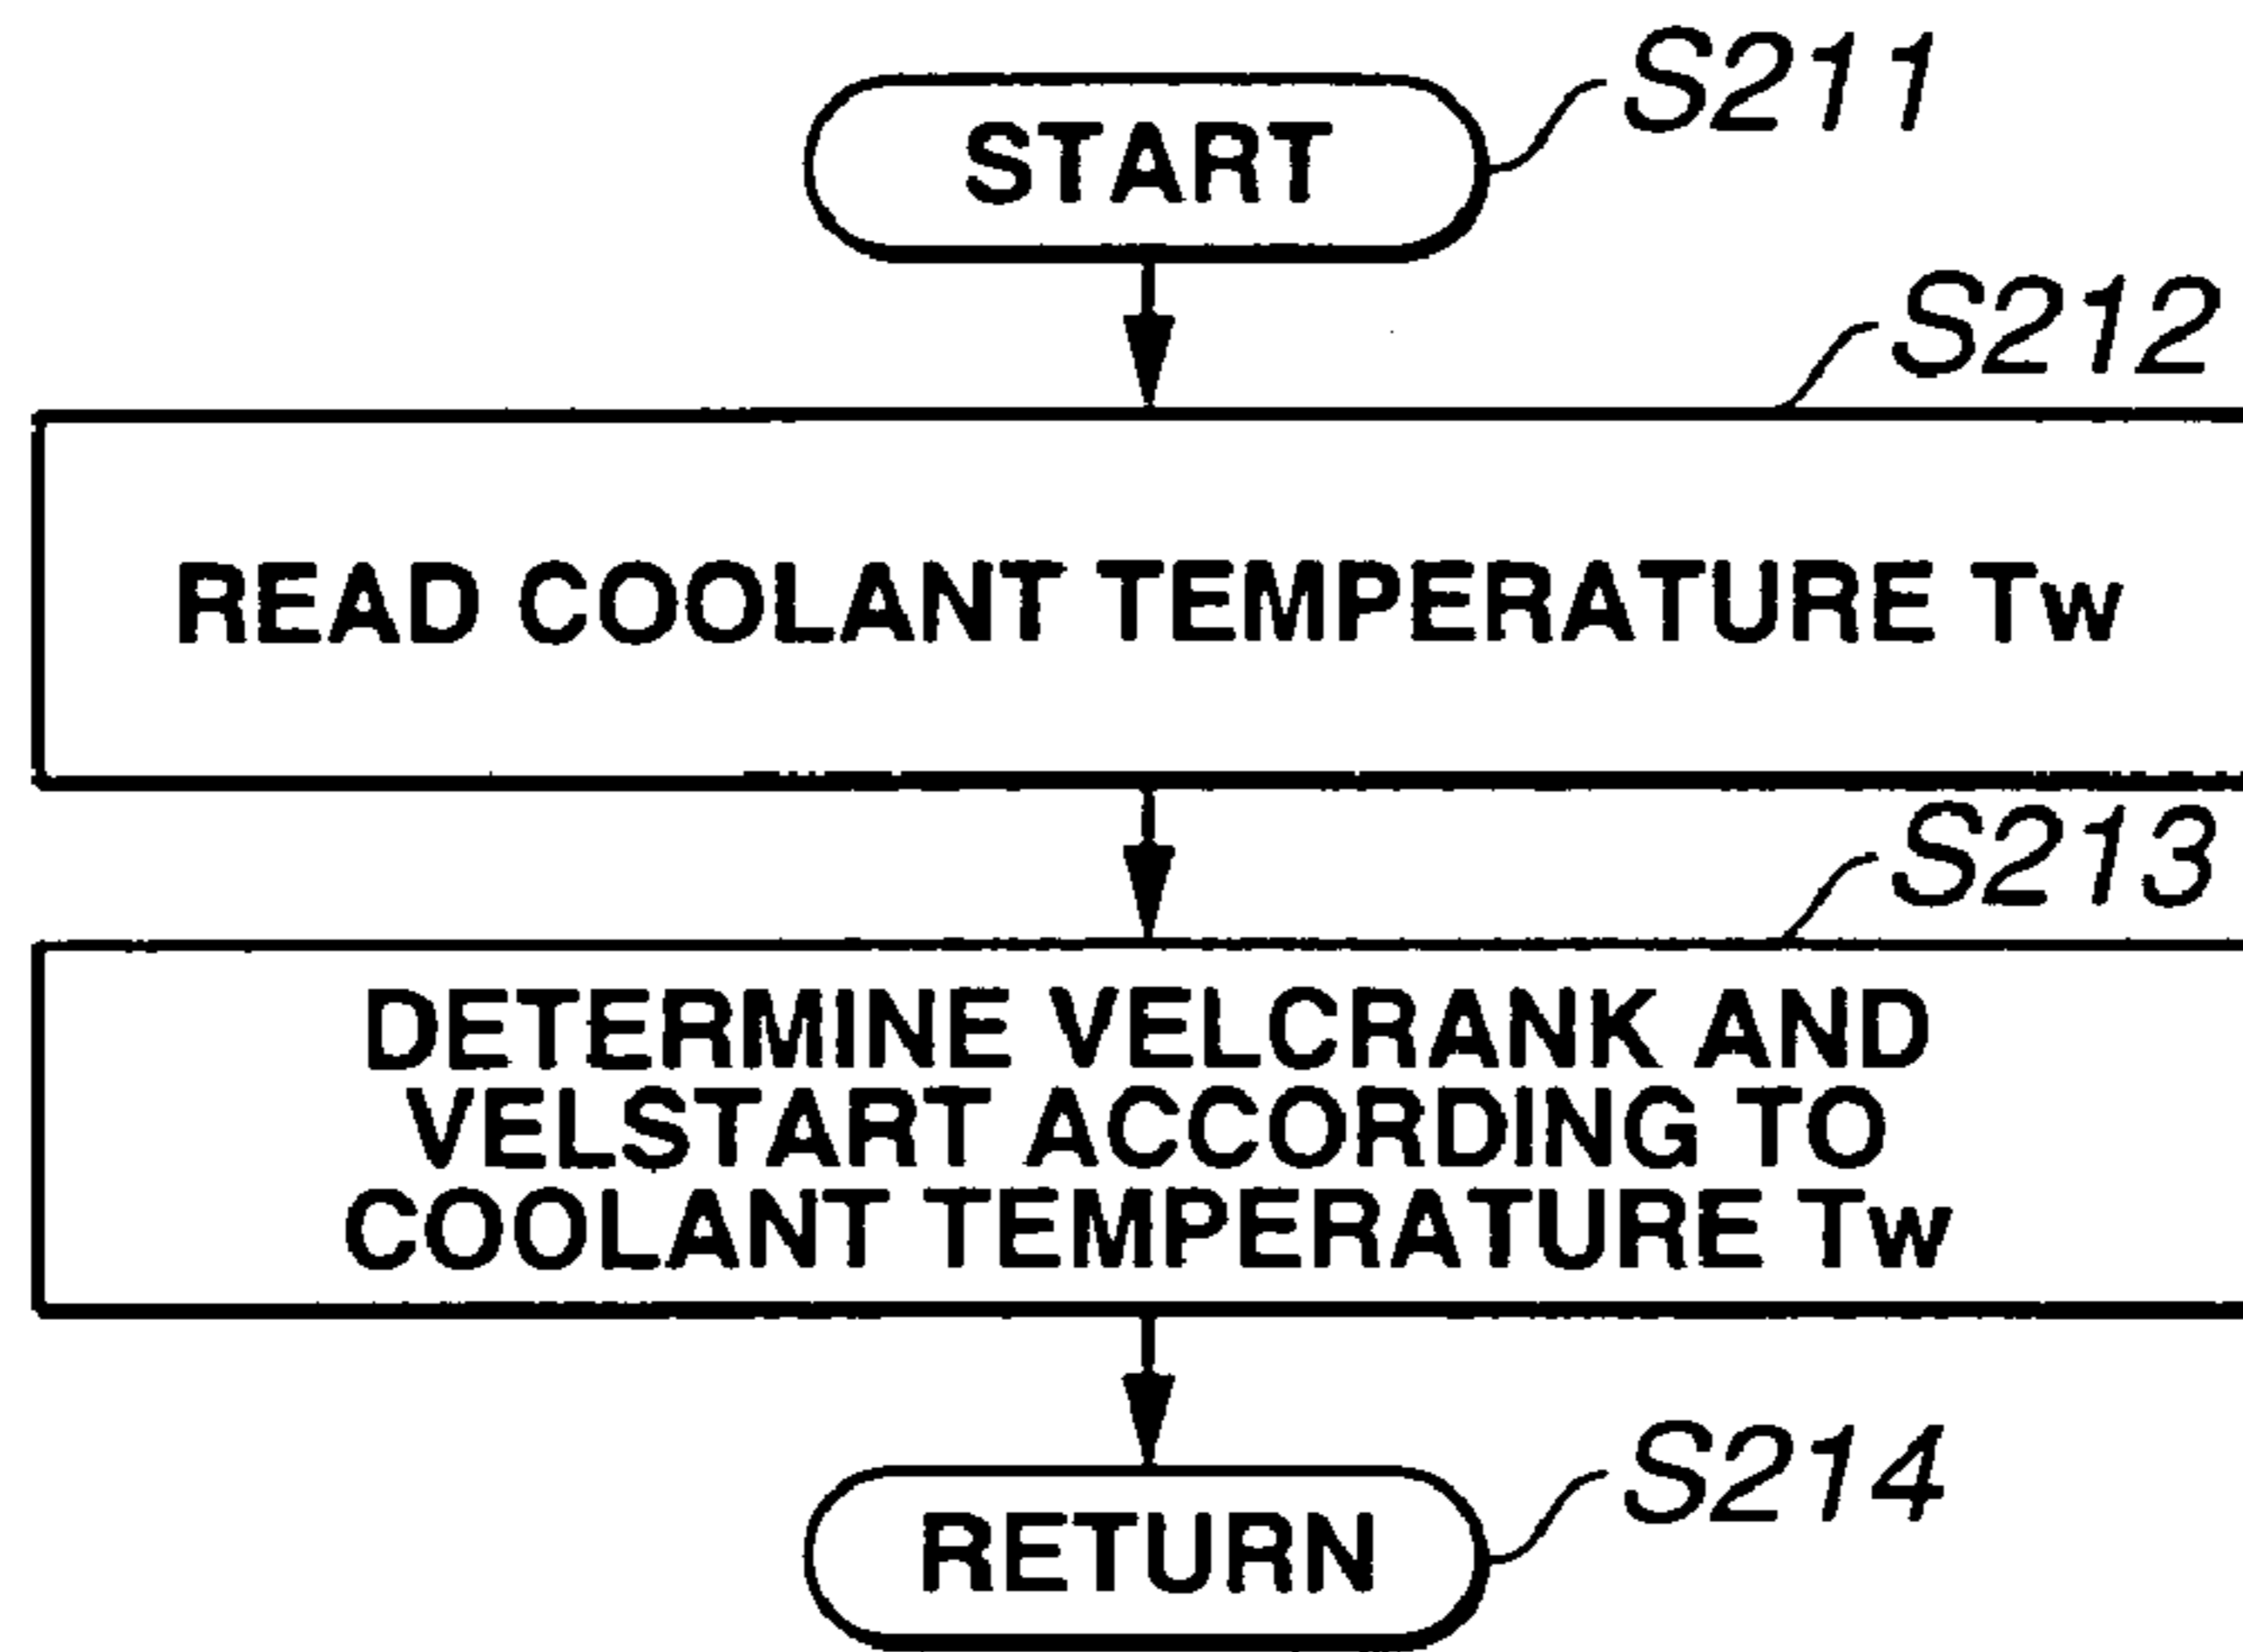 START
S211
S212
READ COOLANT TEMPERATURE Tw
S213
DETERMINE VELCRANK AND
VELSTART ACCORDING TO
COOLANT TEMPERATURE Tw
RETURN
S214